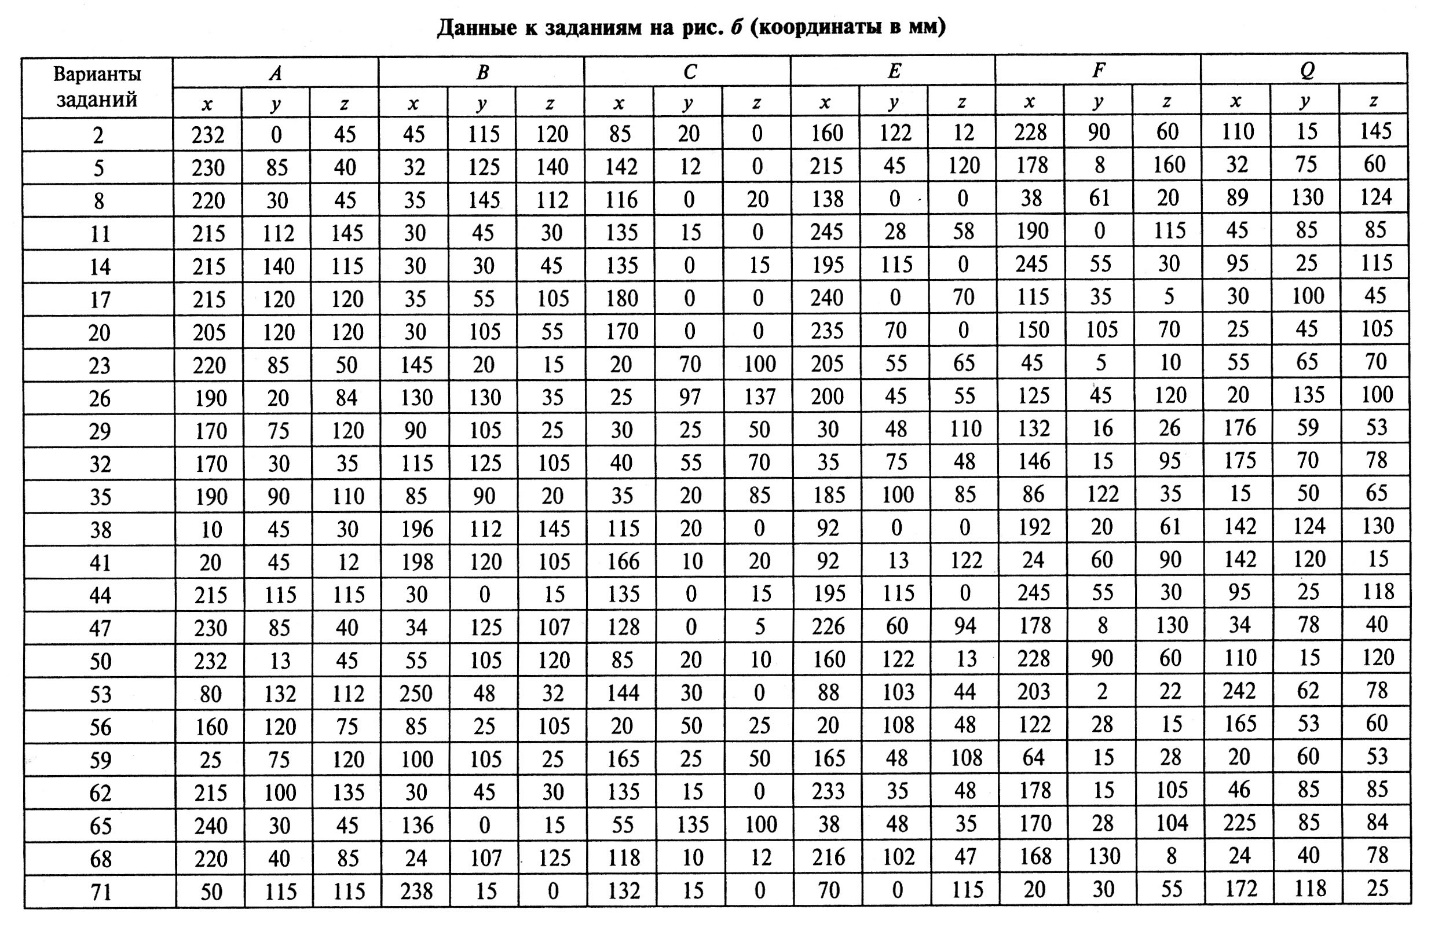 Данные к заданиям на рис. б (координаты в мм)
Варианты заданий A B C E F Q
x y z x y z x y z x y z x y z x y z
2 232 0 45 45 115 120 85 20 0 160 122 12 228 90 60 110 15 145
5 230 85 40 32 125 140 142 12 0 215 45 120 178 8 160 32 75 60
8 220 30 45 35 145 112 116 0 20 138 0 0 38 61 20 89 130 124
11 215 112 145 30 45 30 135 15 0 245 28 58 190 0 115 45 85 85
14 215 140 115 30 30 45 135 0 15 195 115 0 245 55 30 95 25 115
17 215 120 120 35 55 105 180 0 0 240 0 70 115 35 5 30 100 45
20 205 120 120 30 105 55 170 0 0 235 70 0 150 105 70 25 45 105
23 220 85 50 145 20 15 20 70 100 205 55 65 45 5 10 55 65 70
26 190 20 84 130 130 35 25 97 137 200 45 55 125 45 120 20 135 100
29 170 75 120 90 105 25 30 25 50 30 48 110 132 16 26 176 59 53
32 170 30 35 115 125 105 40 55 70 35 75 48 146 15 95 175 70 78
35 190 90 110 85 90 20 35 20 85 185 100 85 86 122 35 15 50 65
38 10 45 30 196 112 145 115 20 0 92 0 0 192 20 61 142 124 130
41 20 45 12 198 120 105 166 10 20 92 13 122 24 60 90 142 120 15
44 215 115 115 30 0 15 135 0 15 195 115 0 245 55 30 95 25 118
47 230 85 40 34 125 107 128 0 5 226 60 94 178 8 130 34 78 40
50 232 13 45 55 105 120 85 20 10 160 122 13 228 90 60 110 15 120
53 80 132 112 250 48 32 144 30 0 88 103 44 203 2 22 242 62 78
56 160 120 75 85 25 105 20 50 25 20 108 48 122 28 15 165 53 60
59 25 75 120 100 105 25 165 25 50 165 48 108 64 15 28 20 60 53
62 215 100 135 30 45 30 135 15 0 233 35 48 178 15 105 46 85 85
65 240 30 45 136 0 15 55 135 100 38 48 35 170 28 104 225 85 84
68 220 40 85 24 107 125 118 10 12 216 102 47 168 130 8 24 40 78
71 50 115 115 238 15 0 132 15 0 70 0 115 20 30 55 172 118 25